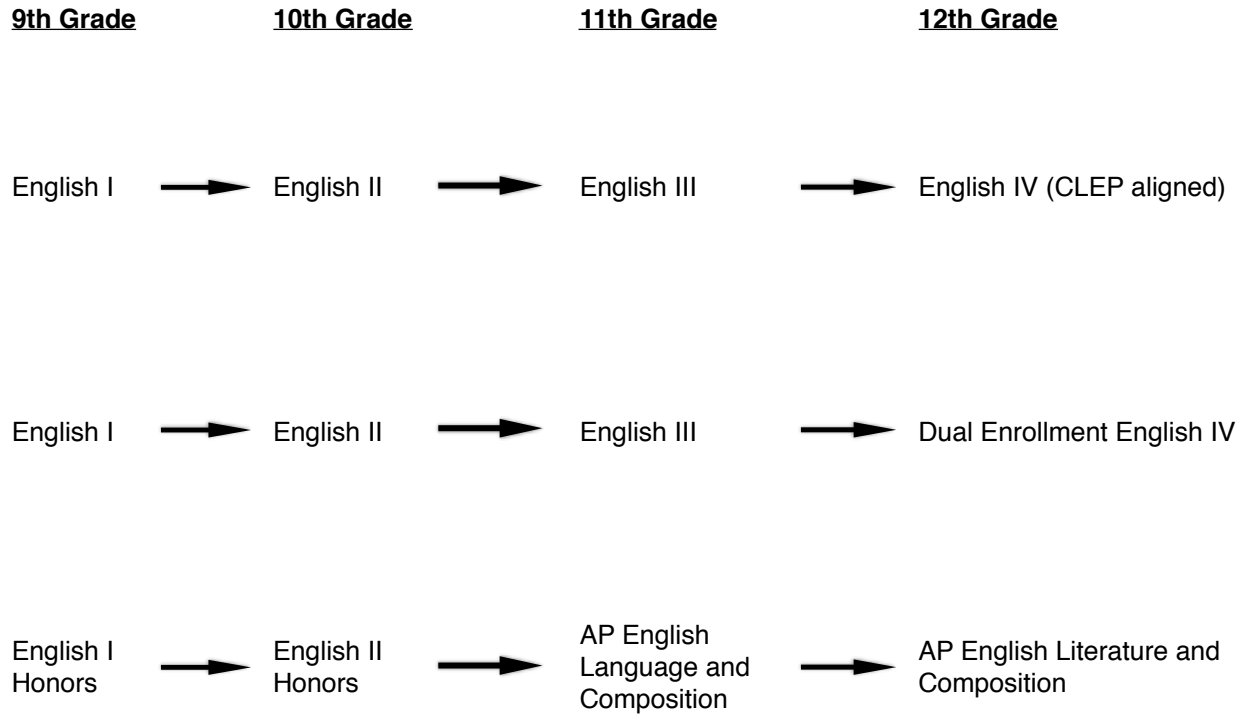 9th Grade 10th Grade 11th Grade 12th Grade
English I English II English III English IV (CLEP aligned)
English I English II English III Dual Enrollment English IV
English I
Honors
English II
Honors
AP English
Language and
Composition
AP English Literature and
Composition